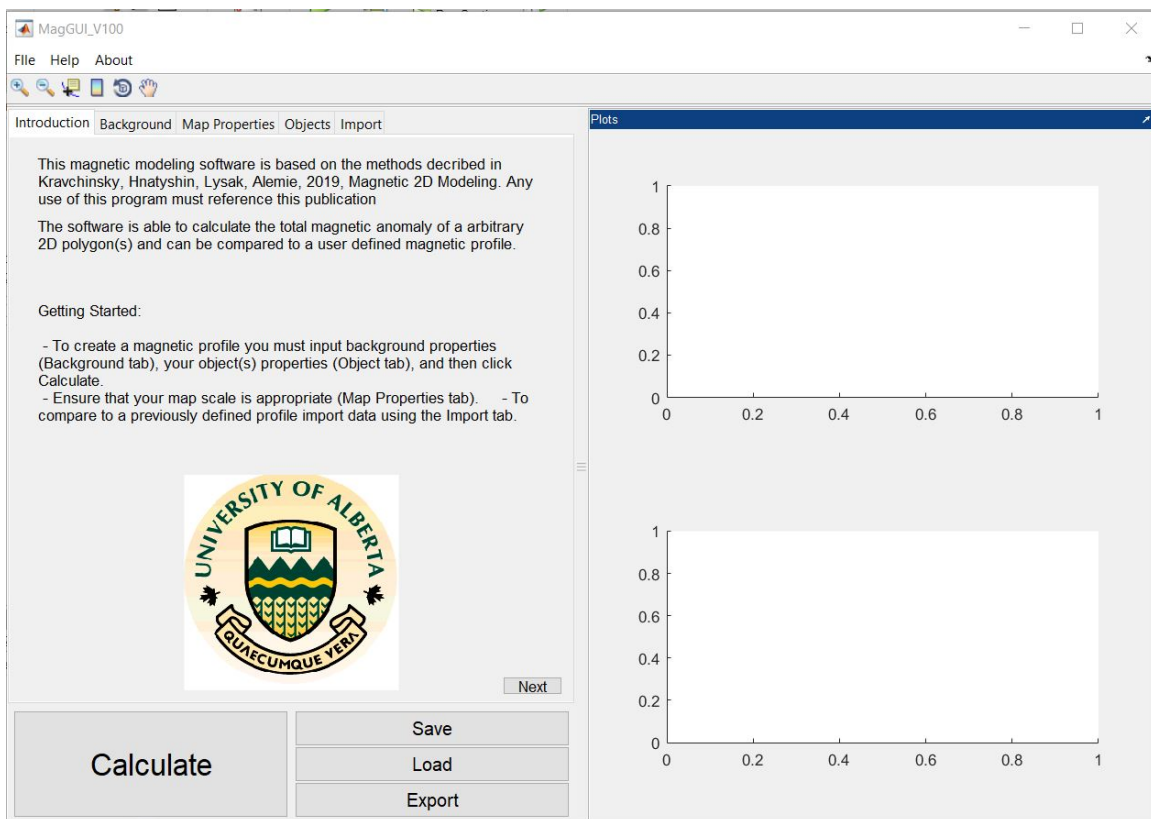 MagGUI_V100
FIle Help About
Introduction Background Map Properties Objects Import
This magnetic modeling software is based on the methods decribed in
Kravchinsky, Hnatyshin, Lysak, Alemie, 2019, Magnetic 2D Modeling. Any
use of this program must reference this publication
The software is able to calculate the total magnetic anomaly of a arbitrary
2D polygon(s) and can be compared to a user defined magnetic profile.
Getting Started:
- To create a magnetic profile you must input background properties
(Background tab), your object(s) properties (Object tab), and then click
Calculate.
- Ensure that your map scale is appropriate (Map Properties tab). - To
compare to a previously defined profile import data using the Import tab.
UNIVERSITY OF ALBERTA
QUAECUMQUE VERA
Next
Calculate
Save
Load
Export
Plots
1
0.8
0.6
0.4
0.2
0
0 0.2 0.4 0.6 0.8 1
1
0.8
0.6
0.4
0.2
0
0 0.2 0.4 0.6 0.8 1